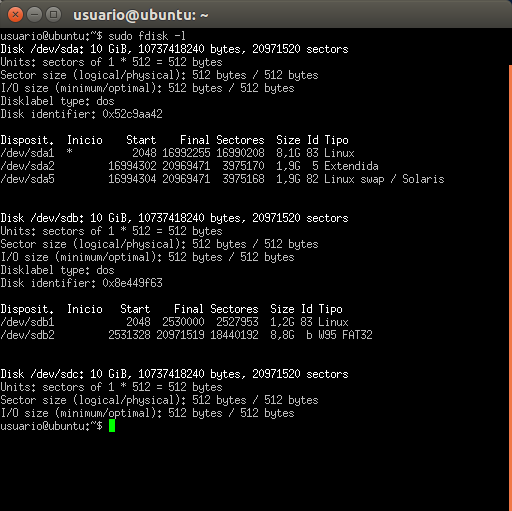 usuario@ubuntu: ~
usuario@ubuntu:~$ sudo fdisk -l
Disk /dev/sda: 10 GiB, 10737418240 bytes, 20971520 sectors
Units: sectors of 1 * 512 = 512 bytes
Sector size (logical/physical): 512 bytes / 512 bytes
I/O size (minimum/optimal): 512 bytes / 512 bytes
Disklabel type: dos
Disk identifier: 0x52c9aa42
Disposit. Inicio Start Final Sectores Size Id Tipo
/dev/sda1 * 2048 16992255 16990208 8,1G 83 Linux
/dev/sda2 16994302 20969471 3975170 1,9G 5 Extendida
/dev/sda5 16994304 20969471 3975168 1,9G 82 Linux swap / Solaris
Disk /dev/sdb: 10 GiB, 10737418240 bytes, 20971520 sectors
Units: sectors of 1 * 512 = 512 bytes
Sector size (logical/physical): 512 bytes / 512 bytes
I/O size (minimum/optimal): 512 bytes / 512 bytes
Disklabel type: dos
Disk identifier: 0x8e449f63
Disposit. Inicio Start Final Sectores Size Id Tipo
/dev/sdb1 2048 2530000 2527953 1,2G 83 Linux
/dev/sdb2 2531328 20971519 18440192 8,8G b W95 FAT32
Disk /dev/sdc: 10 GiB, 10737418240 bytes, 20971520 sectors
Units: sectors of 1 * 512 = 512 bytes
Sector size (logical/physical): 512 bytes / 512 bytes
I/O size (minimum/optimal): 512 bytes / 512 bytes
usuario@ubuntu:~$